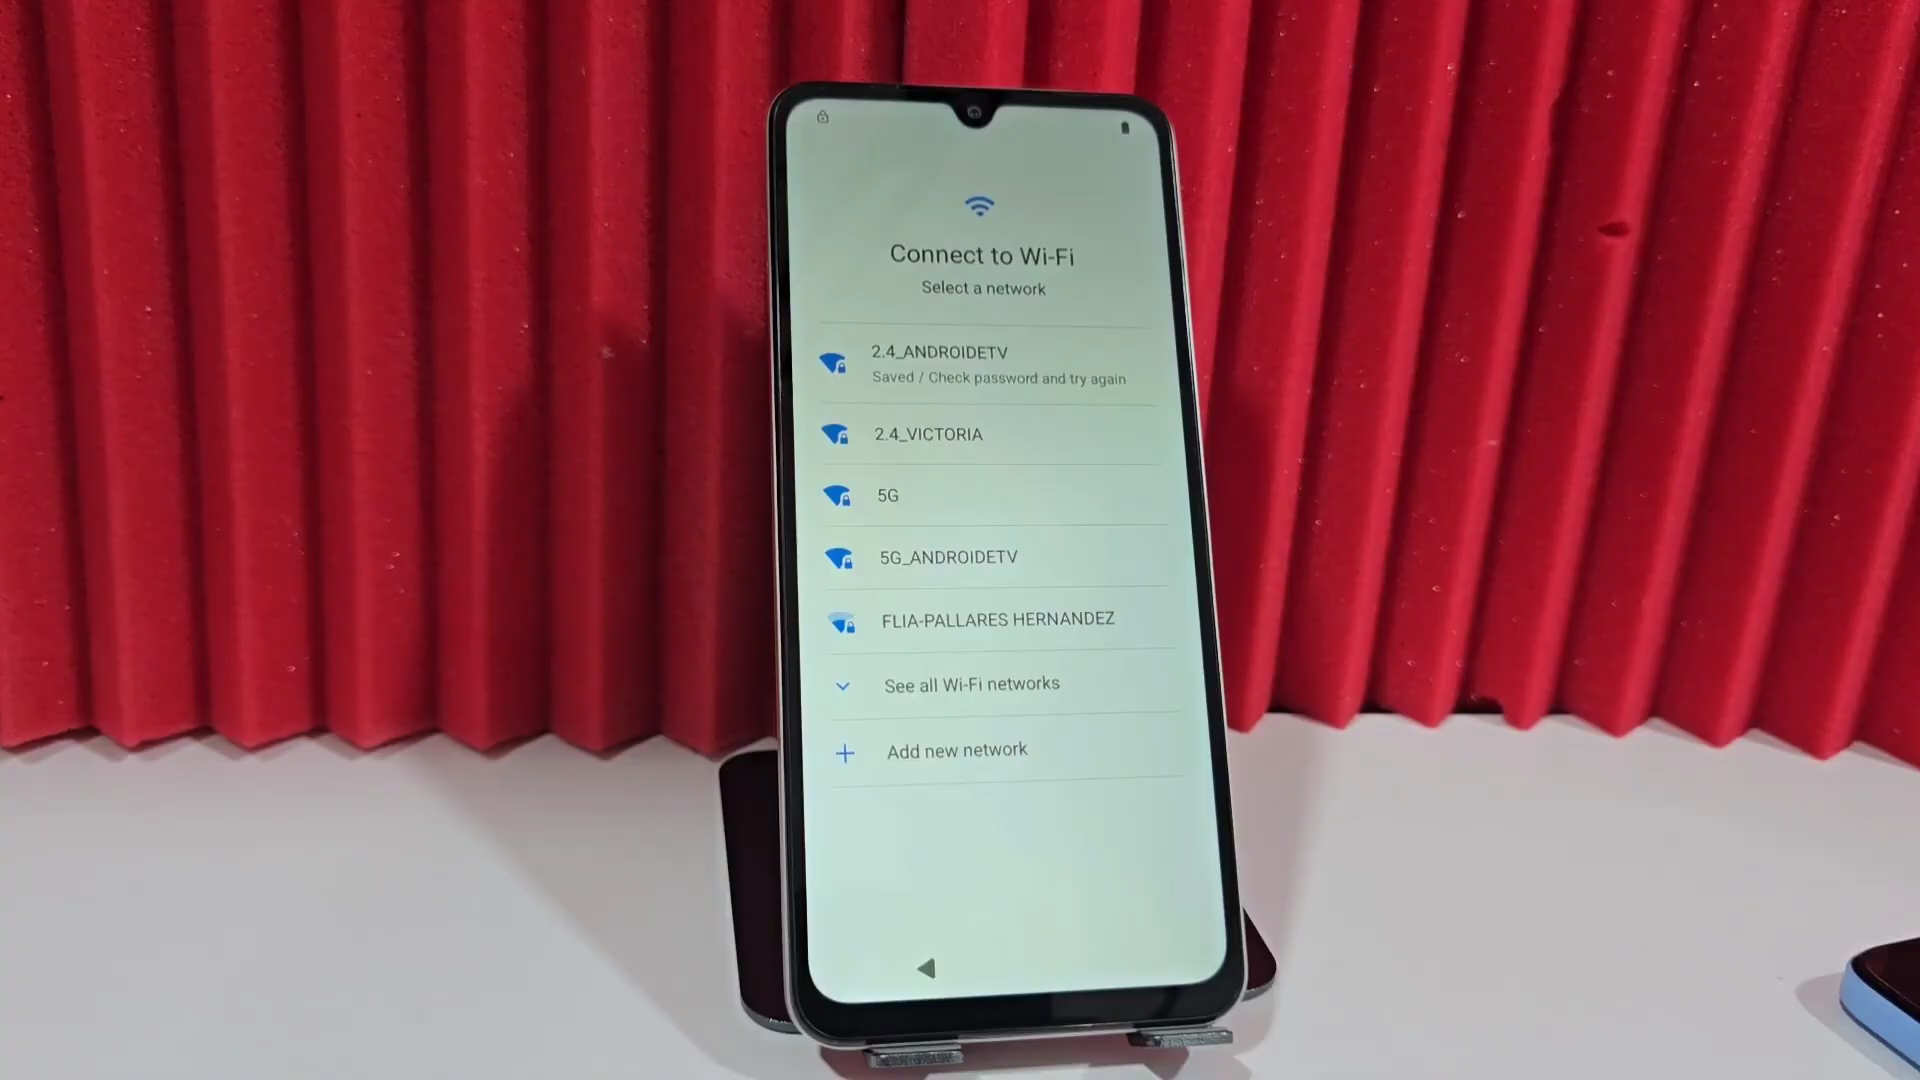 Connect to Wi-Fi
Select a network
2.4_ANDROIDETV
Saved / Check password and try again
2.4_VICTORIA
5G
5G_ANDROIDETV
FLIA-PALLARES HERNANDEZ
See all Wi-Fi networks
Add new network